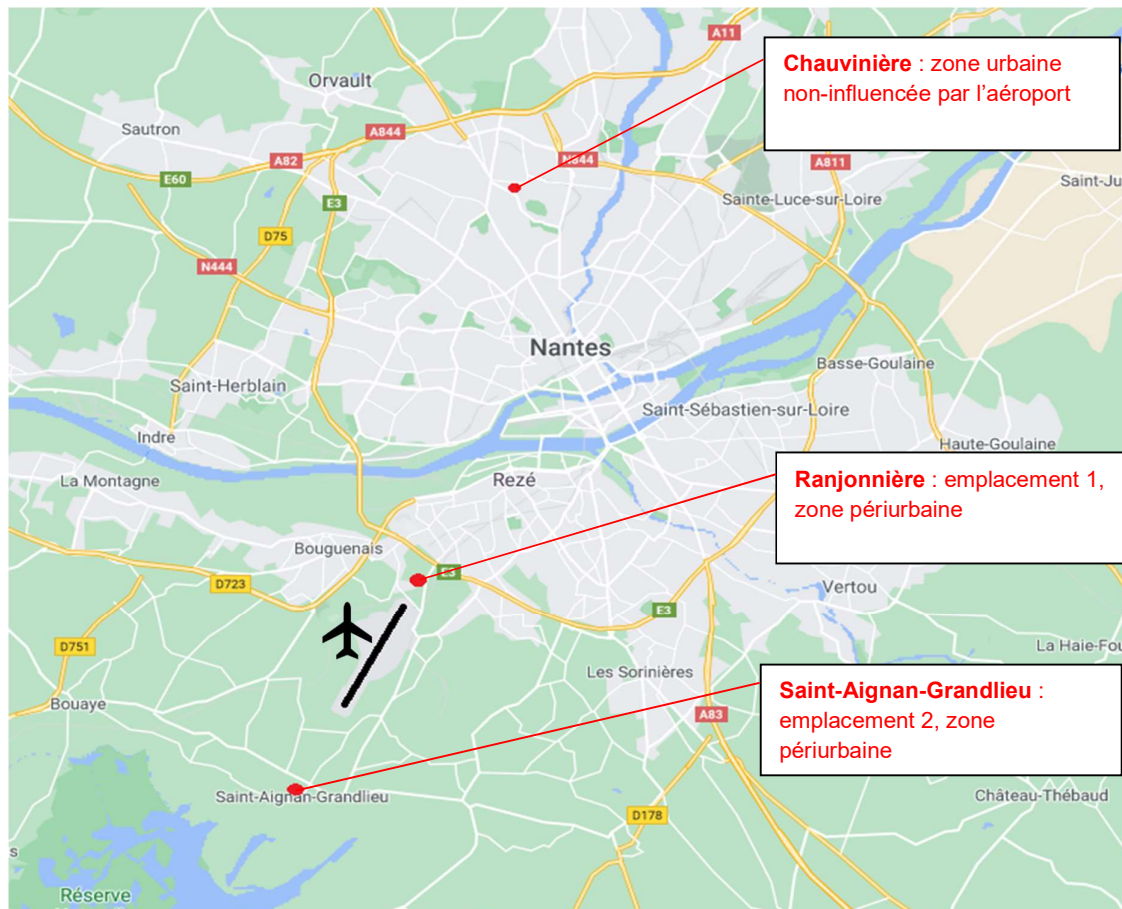 A11
Chauvinière : zone urbaine
non-influencée par l’aéroport
Orvault
Sautron
A844
A82
N844
A811
E60
Saint-Ju
E3
Sainte-Luce-sur-Loire
D75
N444
Nantes
Basse-Goulaine
Saint-Herblain
Saint-Sébastien-sur-Loire
Indre
Haute-Goulaine
La Montagne
Rezé
Ranjonnière : emplacement 1,
zone périurbaine
Bouguenais
E3
D723
Vertou
E3
D751
La Haie-Fou
Les Sorinières
Bouaye
Saint-Aignan-Grandlieu :
emplacement 2, zone
périurbaine
A83
Saint-Aignan-Grandlieu
Château-Thébaud
D178
s
Réserve